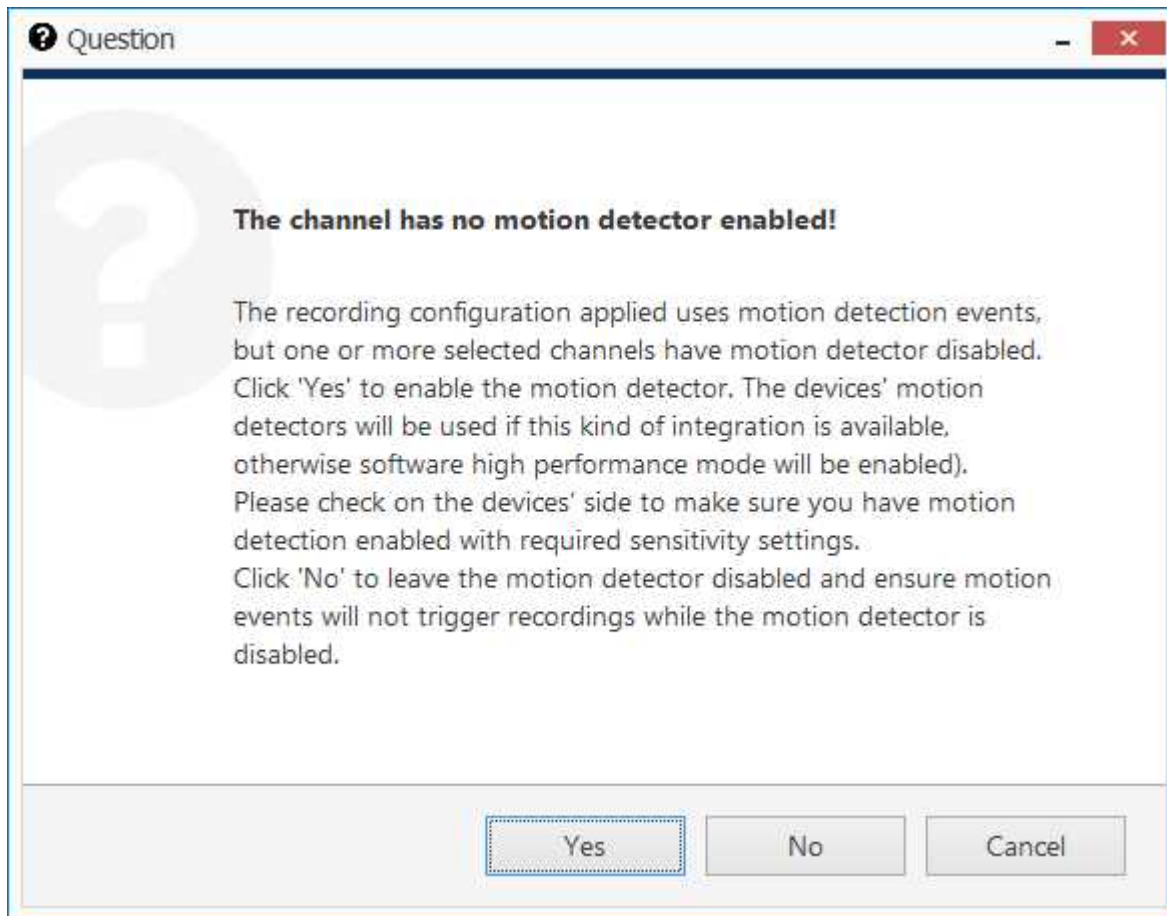 Question
The channel has no motion detector enabled!
The recording configuration applied uses motion detection events,
but one or more selected channels have motion detector disabled.
Click 'Yes' to enable the motion detector. The devices' motion
detectors will be used if this kind of integration is available,
otherwise software high performance mode will be enabled).
Please check on the devices' side to make sure you have motion
detection enabled with required sensitivity settings.
Click 'No' to leave the motion detector disabled and ensure motion
events will not trigger recordings while the motion detector is
disabled.
Yes No Cancel